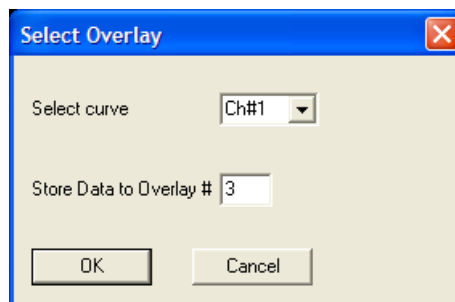 Select Overlay
Select curve Ch#1
Store Data to Overlay # 3
OK Cancel